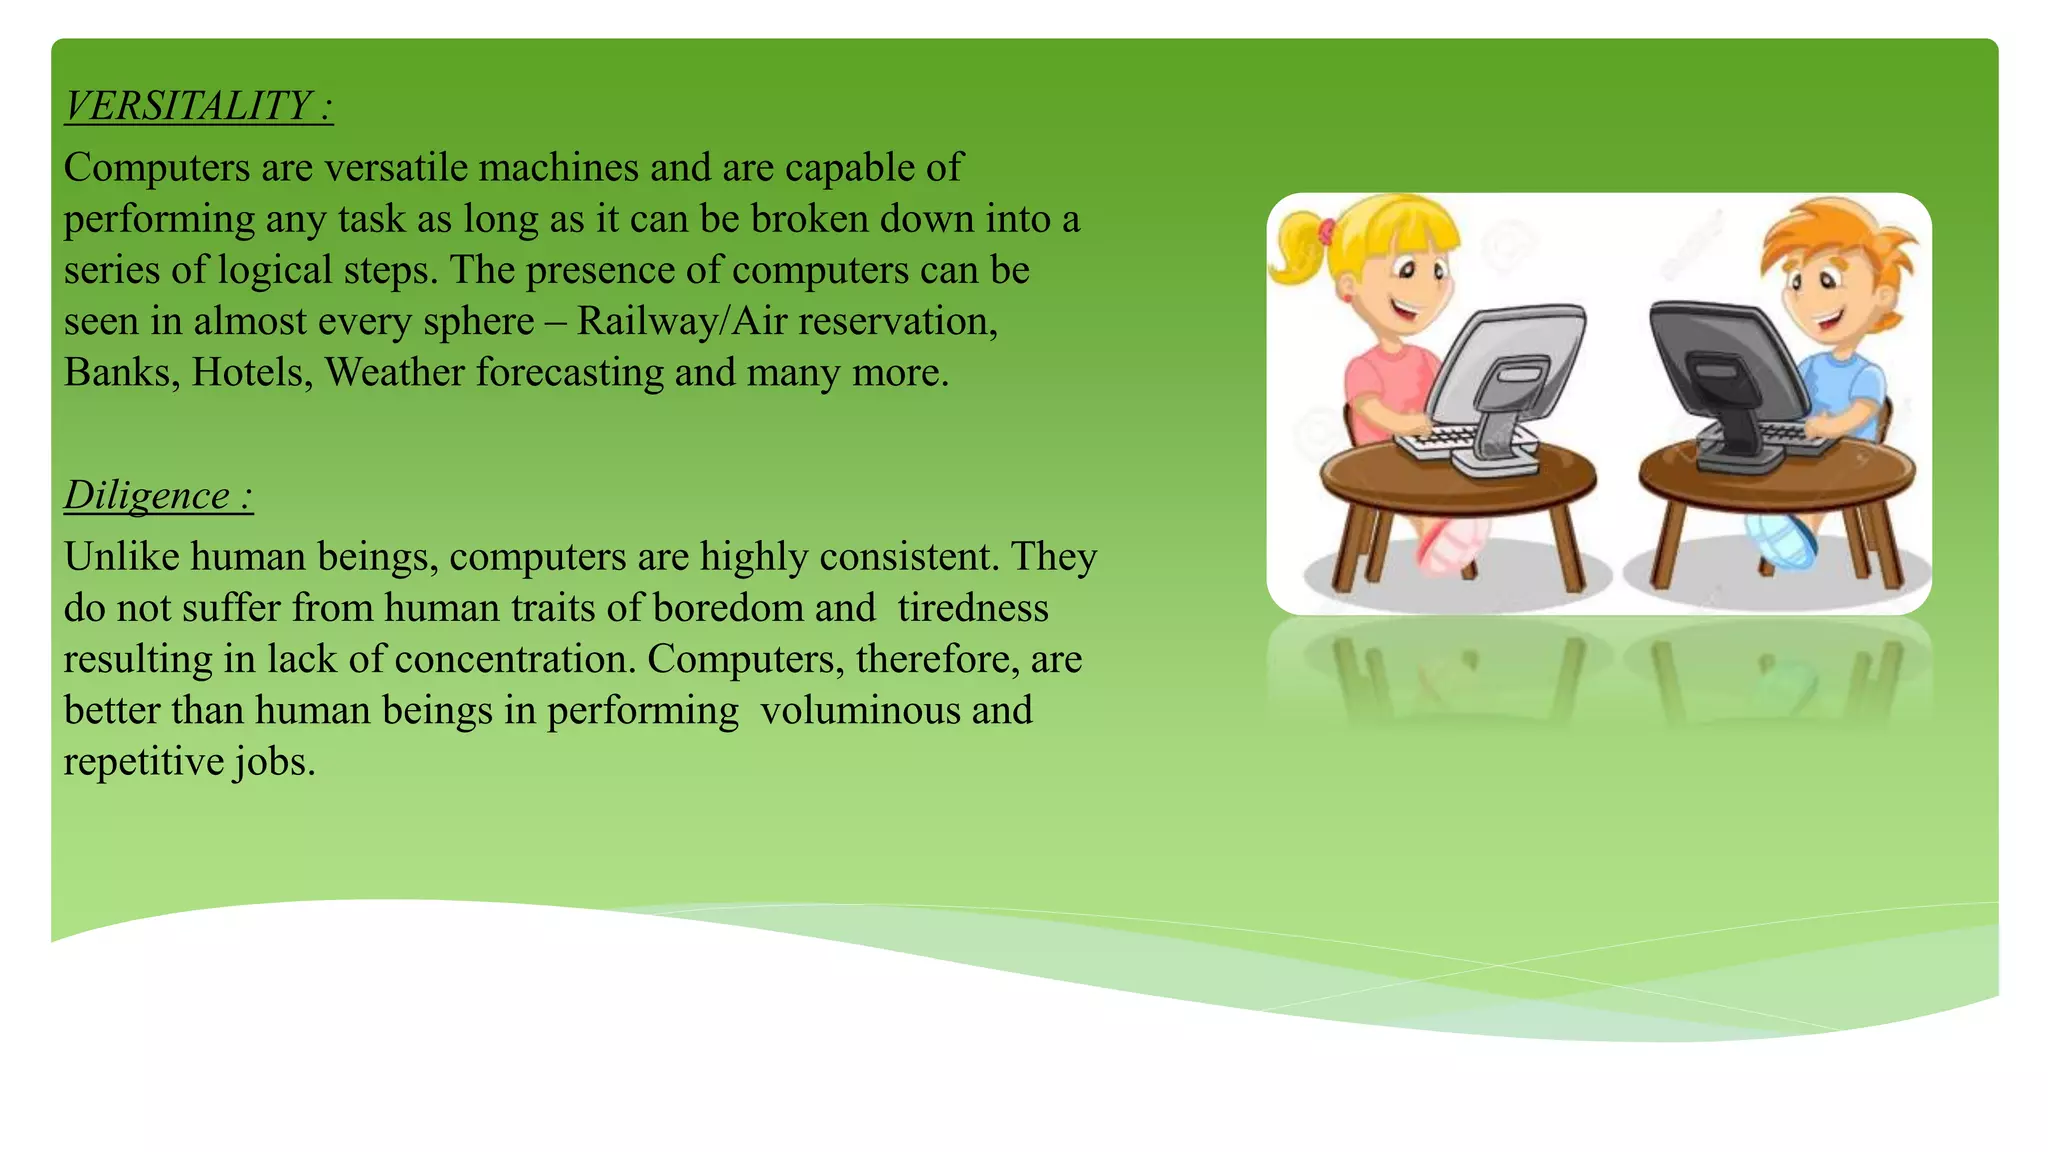 VERSITALITY :
Computers are versatile machines and are capable of
performing any task as long as it can be broken down into a
series of logical steps. The presence of computers can be
seen in almost every sphere – Railway/Air reservation,
Banks, Hotels, Weather forecasting and many more.
Diligence :
Unlike human beings, computers are highly consistent. They
do not suffer from human traits of boredom and  tiredness
resulting in lack of concentration. Computers, therefore, are
better than human beings in performing  voluminous and
repetitive jobs.